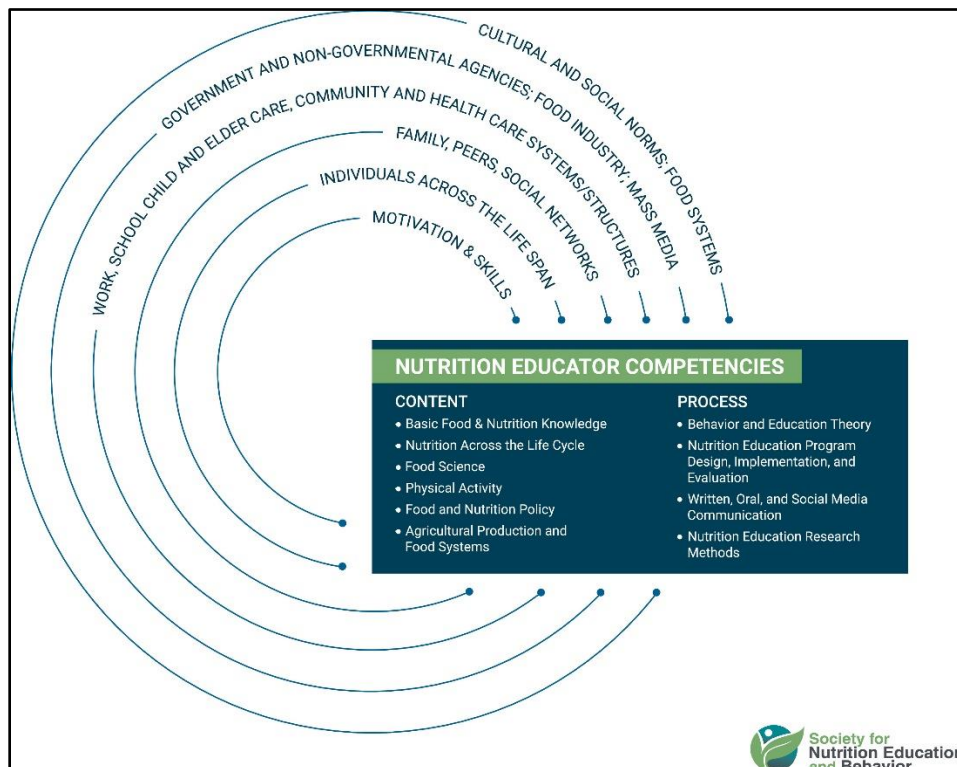 CULTURAL AND SOCIAL NORMS; FOOD SYSTEMS
GOVERNMENT AND NON-GOVERNMENTAL AGENCIES; FOOD INDUSTRY; MASS MEDIA
WORK, SCHOOL CHILD AND ELDER CARE, COMMUNITY AND HEALTH CARE SYSTEMS/STRUCTURES
FAMILY, PEERS, SOCIAL NETWORKS
INDIVIDUALS ACROSS THE LIFE SPAN
MOTIVATION & SKILLS
NUTRITION EDUCATOR COMPETENCIES
CONTENT
• Basic Food & Nutrition Knowledge
• Nutrition Across the Life Cycle
• Food Science
• Physical Activity
• Food and Nutrition Policy
• Agricultural Production and
Food Systems
PROCESS
• Behavior and Education Theory
• Nutrition Education Program
Design, Implementation, and
Evaluation
• Written, Oral, and Social Media
Communication
• Nutrition Education Research
Methods
Society for
Nutrition Education
and Behavior